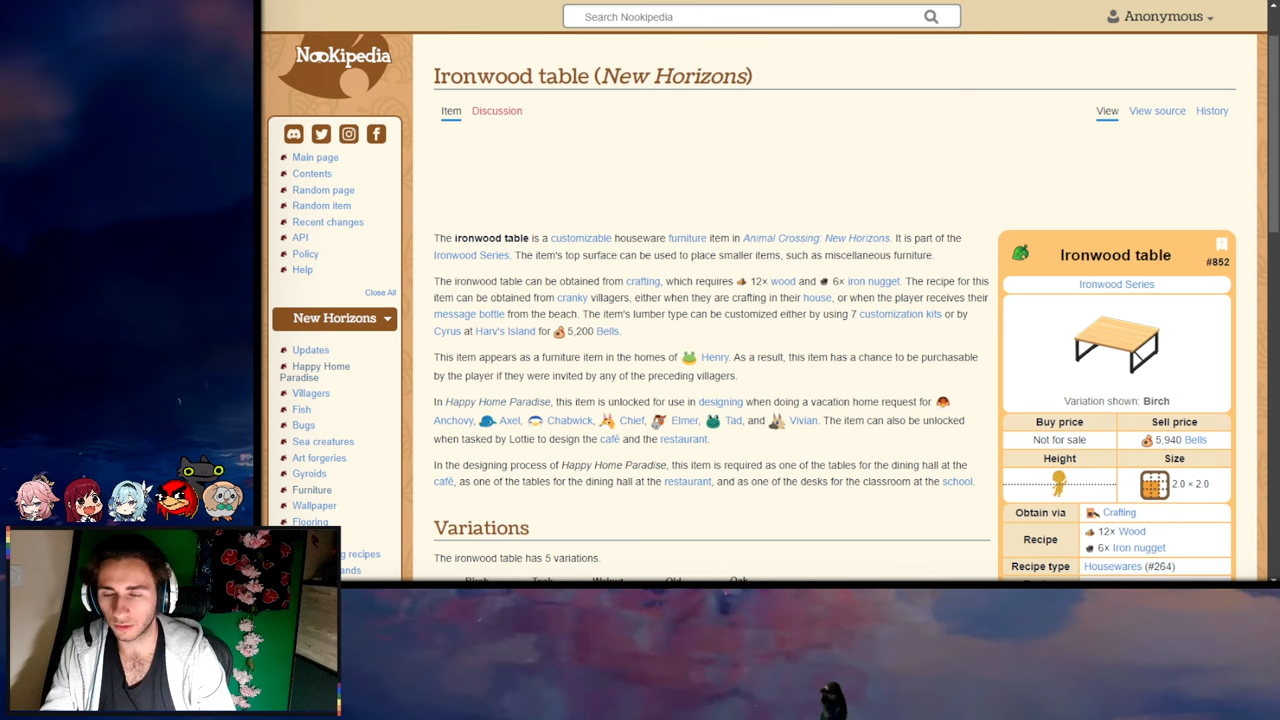 Search Nookipedia
Anonymous
Nookipedia
Ironwood table (New Horizons)
Item Discussion
View View source History
Main page
Contents
Random page
Random item
Recent changes
API
Policy
Help
Close All
New Horizons
Updates
Happy Home
Paradise
Villagers
Fish
Bugs
Sea creatures
Art forgeries
Gyroids
Furniture
Wallpaper
Flooring
g recipes
ands
The ironwood table is a customizable houseware furniture item in Animal Crossing: New Horizons. It is part of the
Ironwood Series. The item's top surface can be used to place smaller items, such as miscellaneous furniture.
The ironwood table can be obtained from crafting, which requires 12× wood and 6× iron nugget. The recipe for this
item can be obtained from cranky villagers, either when they are crafting in their house, or when the player receives their
message bottle from the beach. The item's lumber type can be customized either by using 7 customization kits or by
Cyrus at Harv's Island for 5,200 Bells.
This item appears as a furniture item in the homes of Henry. As a result, this item has a chance to be purchasable
by the player if they were invited by any of the preceding villagers.
In Happy Home Paradise, this item is unlocked for use in designing when doing a vacation home request for
Anchovy, Axel, Chabwick, Chief, Elmer, Tad, and Vivian. The item can also be unlocked
when tasked by Lottie to design the café and the restaurant.
In the designing process of Happy Home Paradise, this item is required as one of the tables for the dining hall at the
café, as one of the tables for the dining hall at the restaurant, and as one of the desks for the classroom at the school.
Variations
The ironwood table has 5 variations.
Birch Teak Walnut Old Oak
Ironwood table
#852
Ironwood Series
Variation shown: Birch
Buy price Sell price
Not for sale 5,940 Bells
Height Size
2.0 × 2.0
Obtain via Crafting
Recipe 12× Wood
6× Iron nugget
Recipe type Housewares (#264)